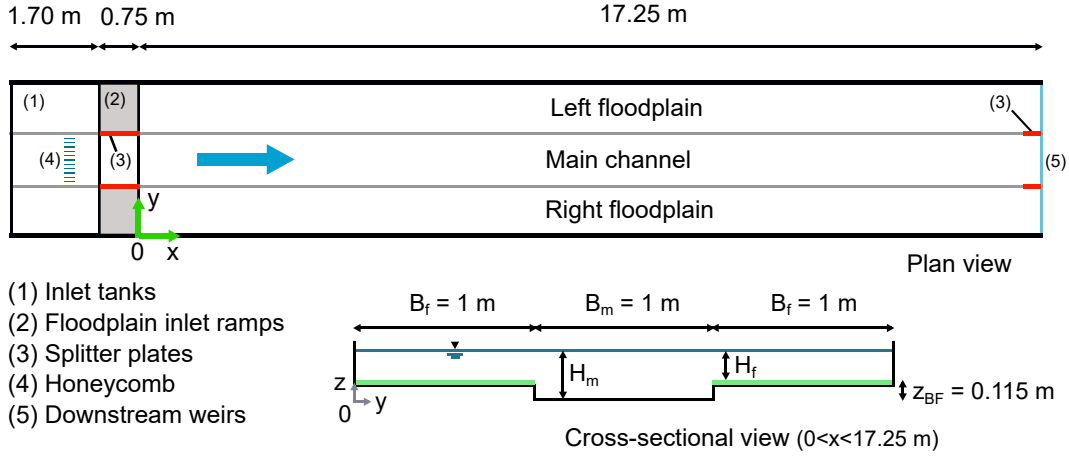 1.70 m 0.75 m 17.25 m
(1) (2) Left floodplain (3)
(4) (3) Main channel (5)
y Right floodplain
0 x
Plan view
(1) Inlet tanks
(2) Floodplain inlet ramps
(3) Splitter plates
(4) Honeycomb
(5) Downstream weirs
B_f = 1 m B_m = 1 m B_f = 1 m
H_m H_f
z y 0
z_BF = 0.115 m
Cross-sectional view (0<x<17.25 m)